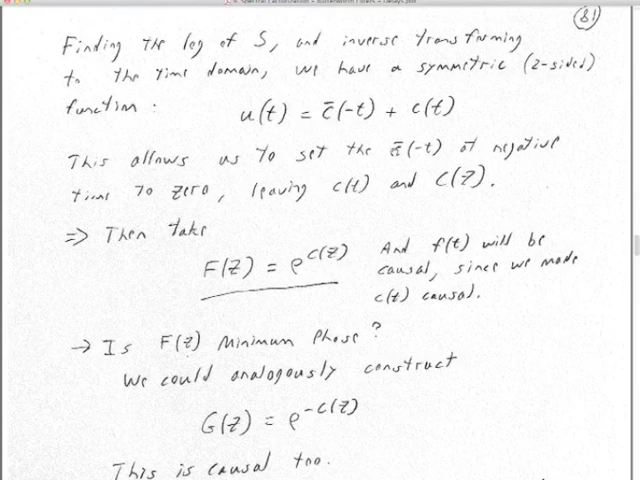 81
Finding the log of S, and inverse transforming
to the time domain, we have a symmetric (2-sided)
function:
u(t) = c̄(-t) + c(t)
This allows us to set the c̄(-t) at negative
time to zero, leaving c(t) and C(Z).
⇒ Then take
F(Z) = e^{C(Z)}
And f(t) will be
causal, since we made
c(t) causal.
→ Is F(Z) minimum phase?
We could analogously construct
G(Z) = e^{-C(Z)}
This is causal too.